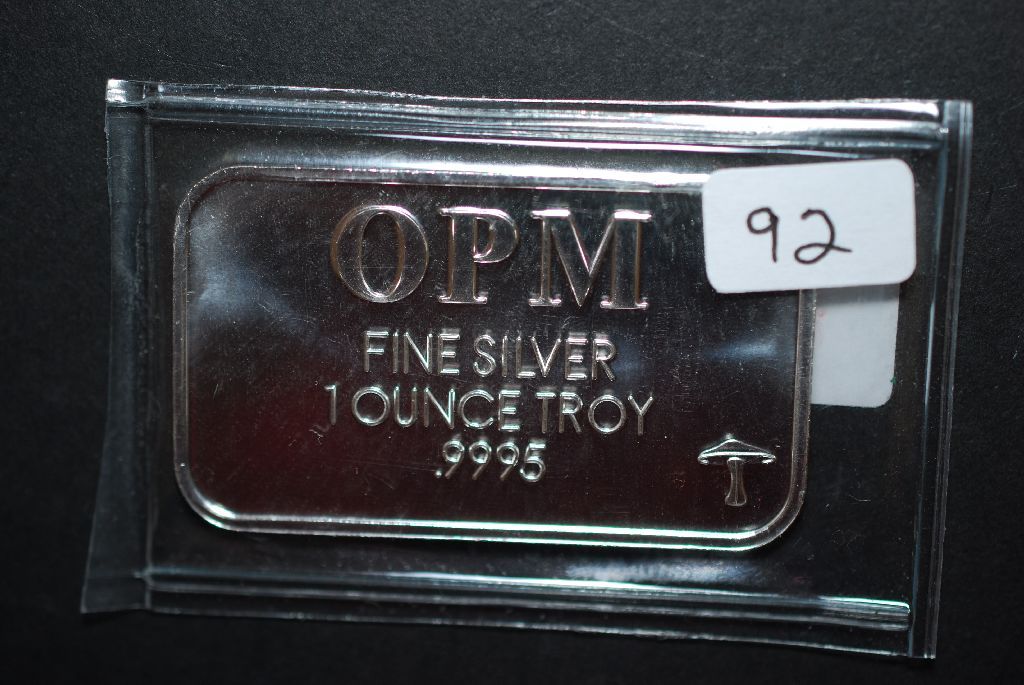 OPM
92
FINE SILVER
1 OUNCE TROY
.9995